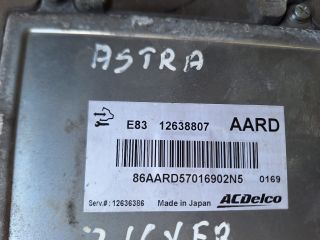 ASTRA
E83 12638807 AARD
86AARD57016902N5 0169
Serv.#: 12636386 Made in Japan ACDelco